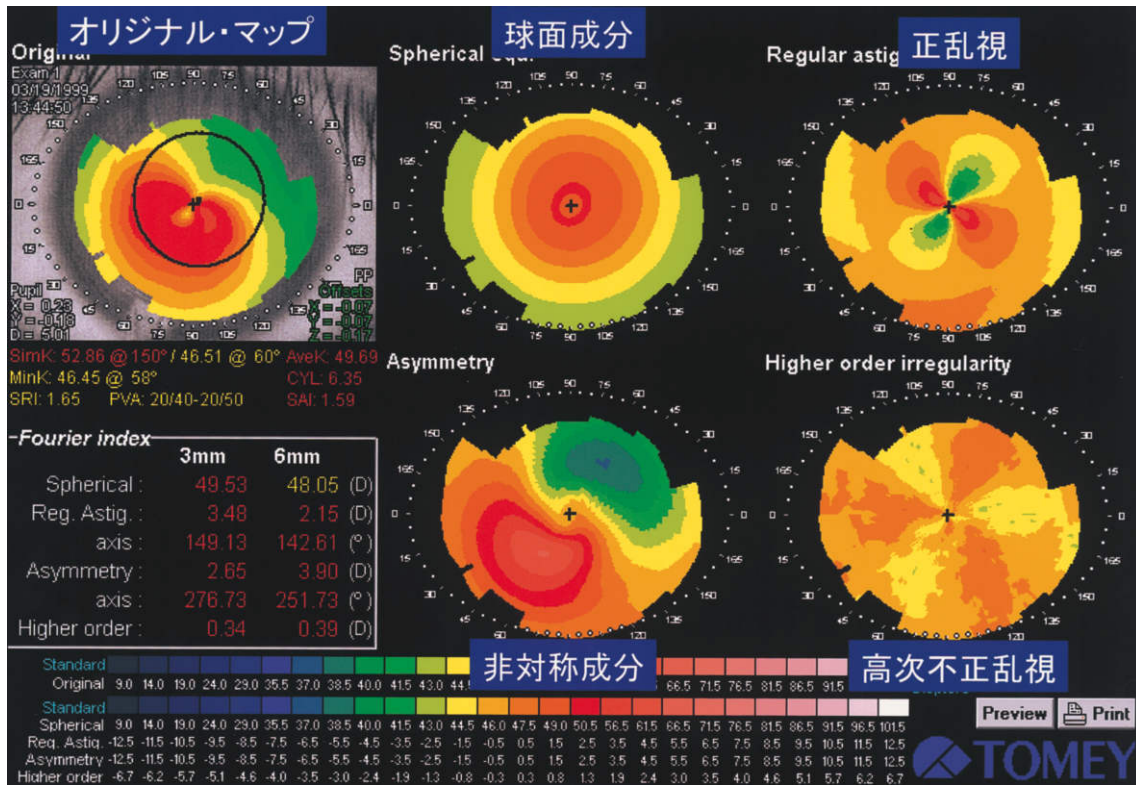 オリジナル・マップ
球面成分
正乱視
Original
Spherical equi.
Regular astig
Exam 1
03/19/1999
13:44:50
Pupil
X = 0.23
Y = -0.18
D = 5.01
PP
Offsets
X = -0.07
Y = -0.07
Z = -0.17
SimK: 52.86 @ 150° / 46.51 @ 60° AveK: 49.69
MinK: 46.45 @ 58° CYL: 6.35
SRI: 1.65 PVA: 20/40-20/50 SAI: 1.59
Asymmetry
Higher order irregularity
Fourier index
3mm 6mm
Spherical : 49.53 48.05 (D)
Reg. Astig. : 3.48 2.15 (D)
axis : 149.13 142.61 (°)
Asymmetry : 2.65 3.90 (D)
axis : 276.73 251.73 (°)
Higher order : 0.34 0.39 (D)
非対称成分
高次不正乱視
Standard
Original 9.0 14.0 19.0 24.0 29.0 35.5 37.0 38.5 40.0 41.5 43.0 44.5 66.5 71.5 76.5 81.5 86.5 91.5
Standard
Spherical 9.0 14.0 19.0 24.0 29.0 35.5 37.0 38.5 40.0 41.5 43.0 44.5 46.0 47.5 49.0 50.5 56.5 61.5 66.5 71.5 76.5 81.5 86.5 91.5 96.5 101.5
Reg. Astig. -12.5 -11.5 -10.5 -9.5 -8.5 -7.5 -6.5 -5.5 -4.5 -3.5 -2.5 -1.5 -0.5 0.5 1.5 2.5 3.5 4.5 5.5 6.5 7.5 8.5 9.5 10.5 11.5 12.5
Asymmetry -12.5 -11.5 -10.5 -9.5 -8.5 -7.5 -6.5 -5.5 -4.5 -3.5 -2.5 -1.5 -0.5 0.5 1.5 2.5 3.5 4.5 5.5 6.5 7.5 8.5 9.5 10.5 11.5 12.5
Higher order -6.7 -6.2 -5.7 -5.1 -4.6 -4.0 -3.5 -3.0 -2.4 -1.9 -1.3 -0.8 -0.3 0.3 0.8 1.3 1.9 2.4 3.0 3.5 4.0 4.6 5.1 5.7 6.2 6.7
Preview
Print
TOMEY